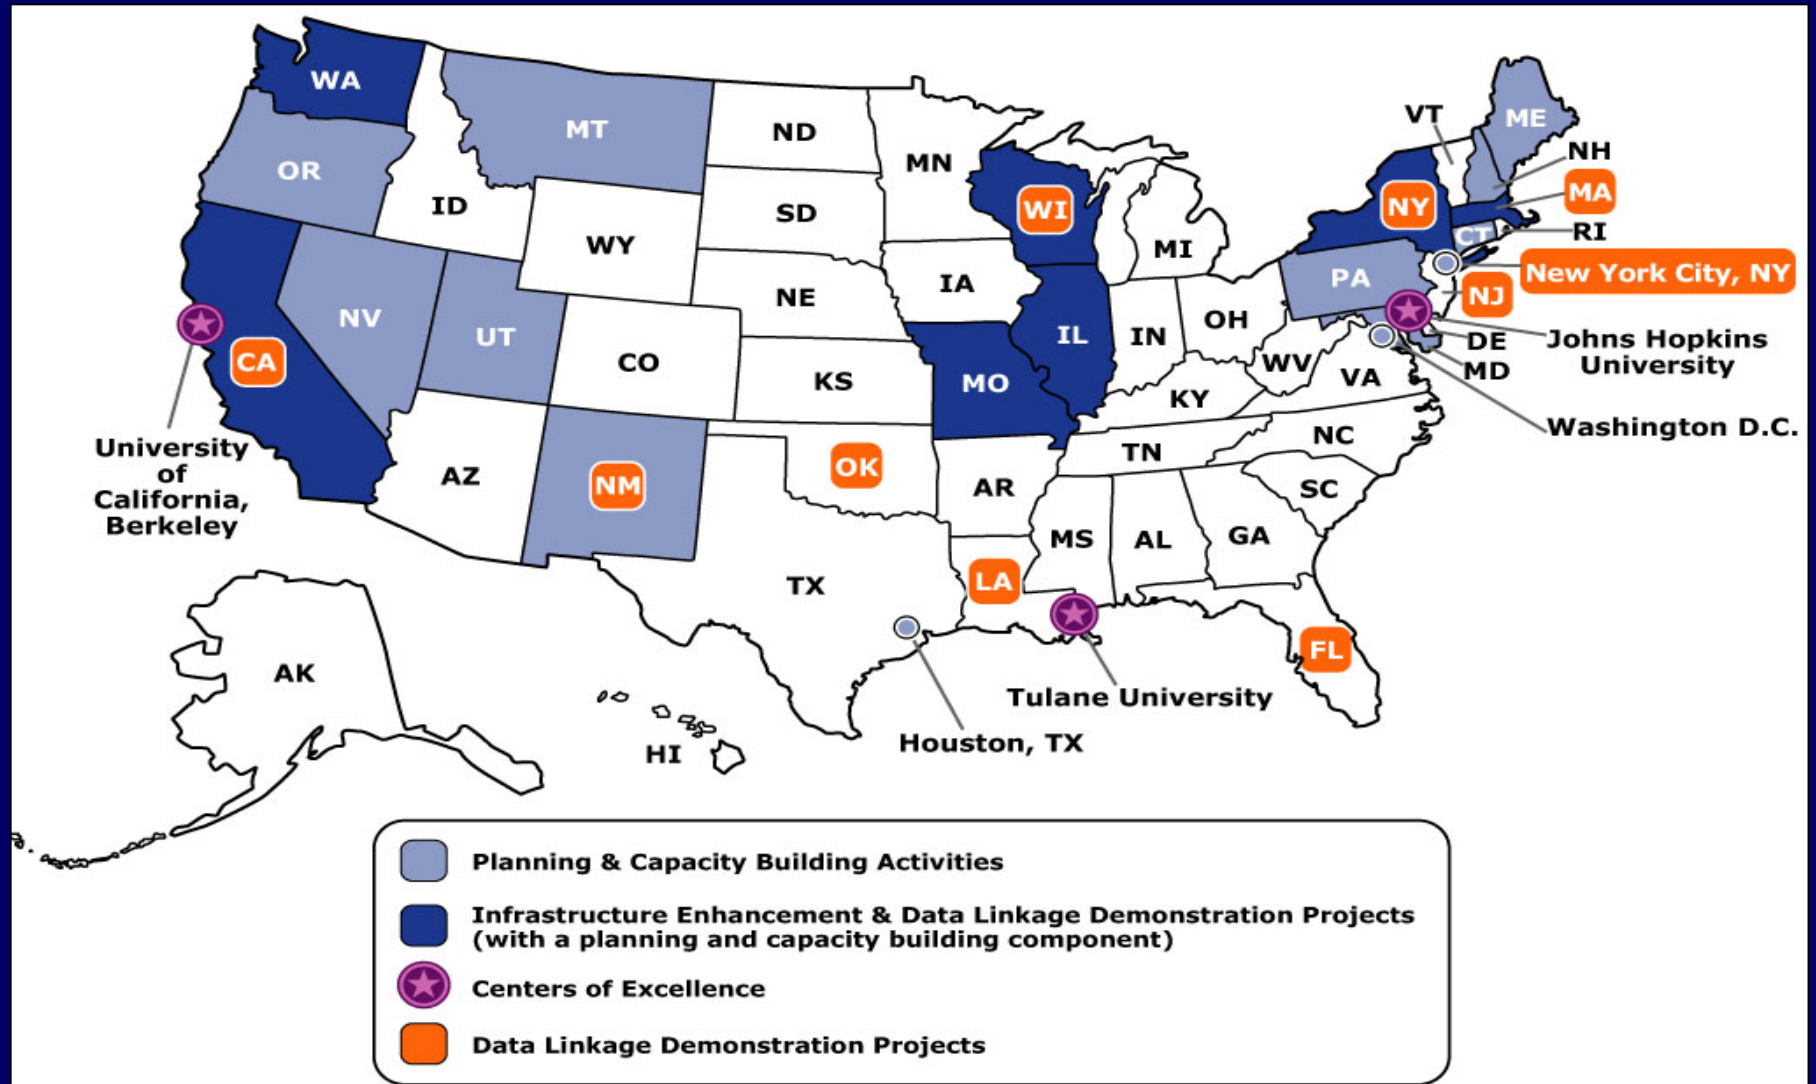 WA
MT
ND
MN
VT
ME
OR
ID
SD
WI
NY
NH
MA
WY
MI
CT
RI
IA
PA
New York City, NY
NE
NJ
NV
UT
CO
IL
IN
OH
DE
Johns Hopkins
University
CA
KS
MO
WV
VA
MD
KY
Washington D.C.
University
of
California,
Berkeley
AZ
NM
OK
AR
TN
NC
SC
MS
AL
GA
TX
LA
FL
AK
Tulane University
HI
Houston, TX
Planning & Capacity Building Activities
Infrastructure Enhancement & Data Linkage Demonstration Projects
(with a planning and capacity building component)
Centers of Excellence
Data Linkage Demonstration Projects